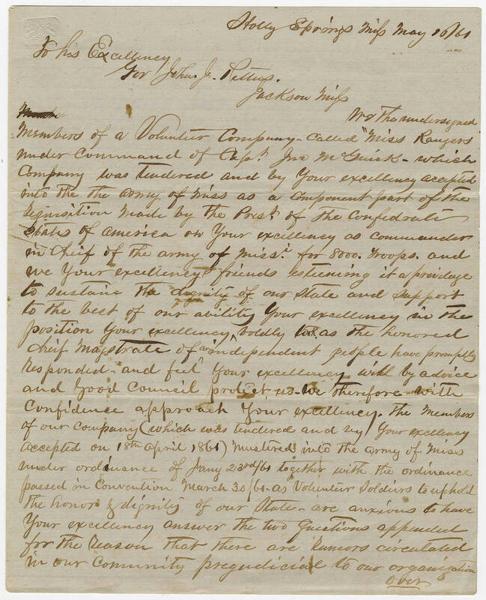 Holly Springs Miss May 16/61
To his Excellency
Gov John. J. Pettus.
Jackson Miss
We The undersigned
Members of a Volunteer Company. Called "Miss Rangers
under command of Capt Jno M Guirk - which
Company was tendered and by Your excellency accepted
into the the army of Miss as a component part of the
requisition made by the Prest of the Confedrate
States of america on Your excellency as commander
in Chief of the army of Misst for 8000. troops. and
we Your excellency friends esteeming it a privilage
to sustain the dignity of our State and support
to the best of our ability Your excellency in the
position Your excellency boldly as the honored
chief Magstrate of an independent people have promptly
responded - and feel Your excellency will by advice
and good Council protect us. we therefore with
Confidence approach Your excellency. The members
of our company (which was tendered and by Your excellency
accepted on 18th april 1861) Mustered into the army of Miss
under ordinance of Jany 23rd/61 together with the ordinance
passed in Convention March 30/61. as Volunteer Soldiers to uphold
the honor & dignity of our State. are anxious to have
Your excellency answer the two questions appended
for the reason that there are Rumors circulated
in our Community prejudicial to our organization
over